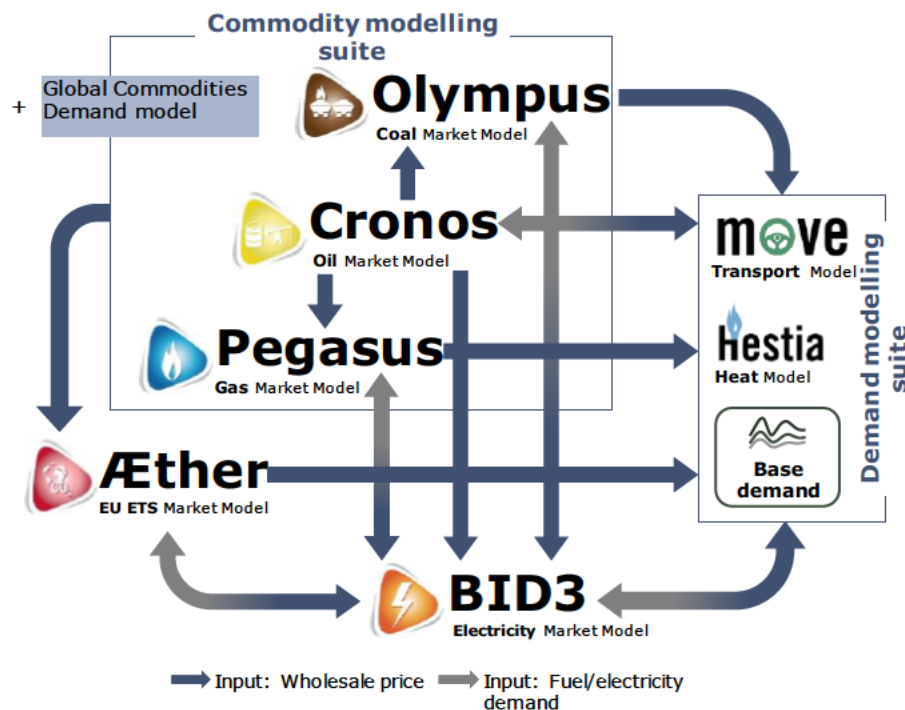 Commodity modelling
suite
+ Global Commodities
Demand model
Olympus
Coal Market Model
Cronos
Oil Market Model
Pegasus
Gas Market Model
Æther
EU ETS Market Model
CO₂
BID3
Electricity Market Model
move
Transport Model
hestia
Heat Model
Base
demand
Demand modelling
suite
Input: Wholesale price
Input: Fuel/electricity
demand